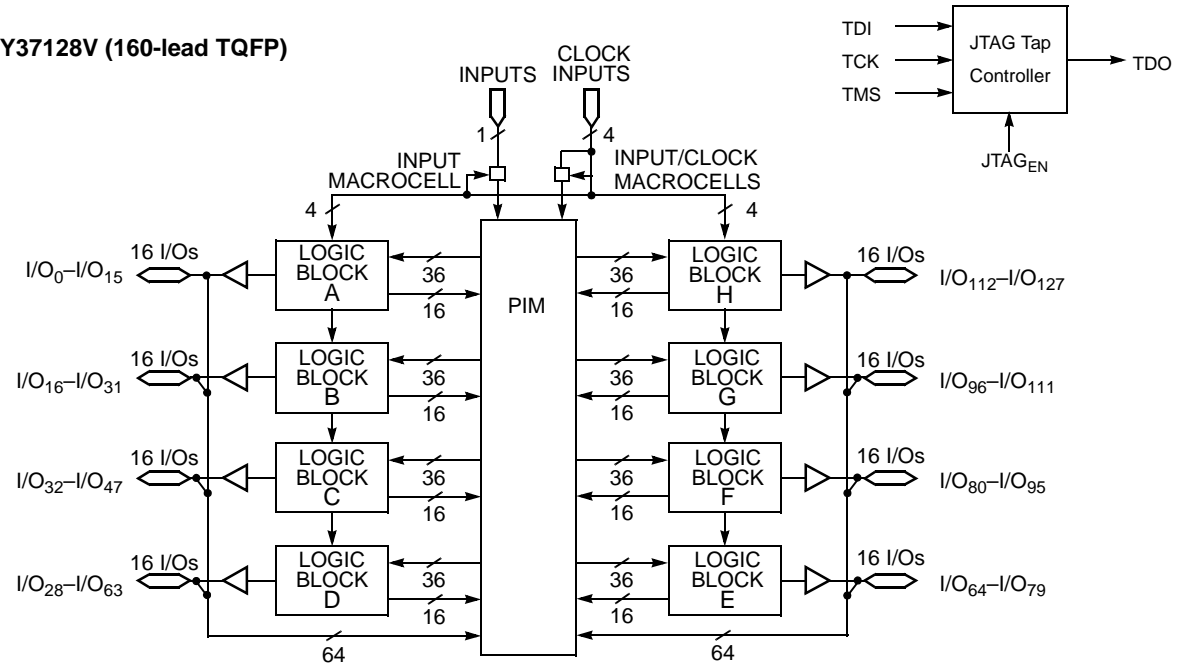 Y37128V (160-lead TQFP)
TDI
TCK
TMS
JTAG Tap
Controller
TDO
JTAG_EN
INPUTS
CLOCK
INPUTS
1
4
INPUT
MACROCELL
INPUT/CLOCK
MACROCELLS
4
4
PIM
I/O0–I/O15
16 I/Os
LOGIC
BLOCK
A
36
16
36
16
LOGIC
BLOCK
H
16 I/Os
I/O112–I/O127
I/O16–I/O31
16 I/Os
LOGIC
BLOCK
B
36
16
36
16
LOGIC
BLOCK
G
16 I/Os
I/O96–I/O111
I/O32–I/O47
16 I/Os
LOGIC
BLOCK
C
36
16
36
16
LOGIC
BLOCK
F
16 I/Os
I/O80–I/O95
I/O28–I/O63
16 I/Os
LOGIC
BLOCK
D
36
16
36
16
LOGIC
BLOCK
E
16 I/Os
I/O64–I/O79
64
64